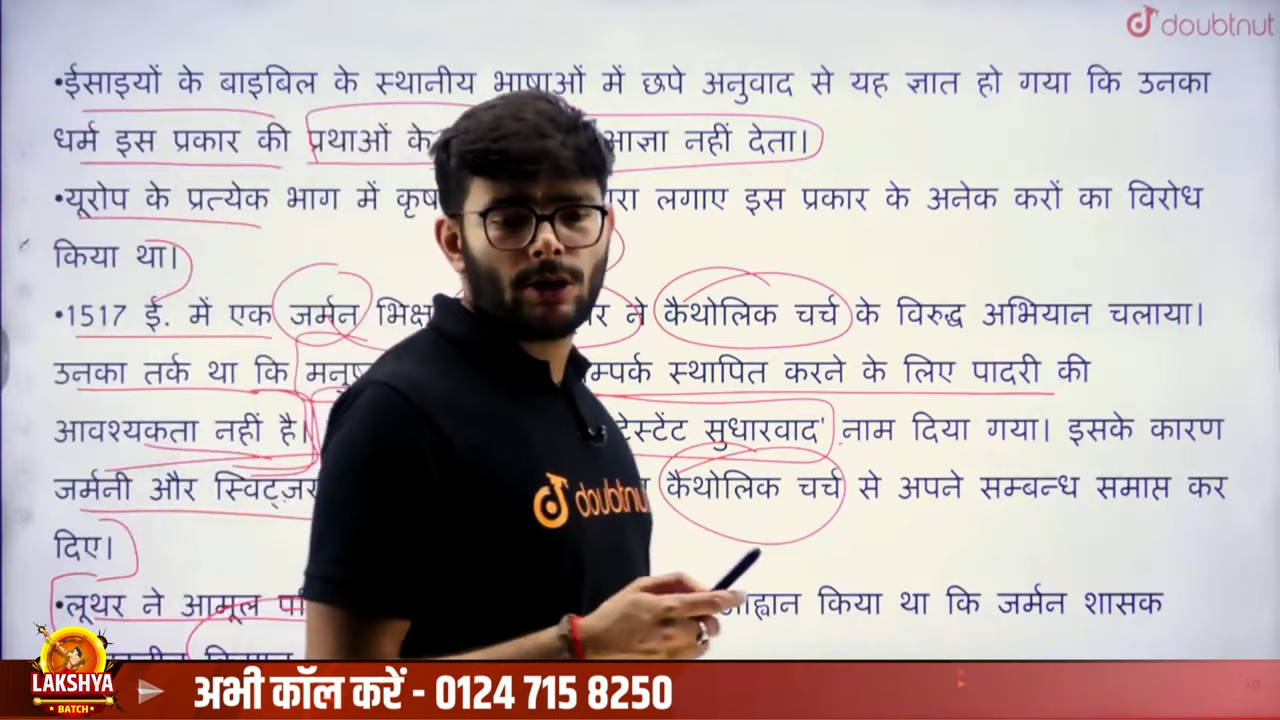 doubtnut
•ईसाइयों के बाइबिल के स्थानीय भाषाओं में छपे अनुवाद से यह ज्ञात हो गया कि उनका
धर्म इस प्रकार की प्रथाओं के आज्ञा नहीं देता।
•यूरोप के प्रत्येक भाग में लगाए इस प्रकार के अनेक करों का विरोध
किया था।
•1517 ई. में एक जर्मन ने कैथोलिक चर्च के विरुद्ध अभियान चलाया।
उनका तर्क था कि स्थापित करने के लिए पादरी की
आवश्यकता नहीं है। सुधारवाद' नाम दिया गया। इसके कारण
जर्मनी और कैथोलिक चर्च से अपने सम्बन्ध समाप्त कर
दिए।
•लूथर ने आमूल किया था कि जर्मन शासक
doubtnut
LAKSHYA
BATCH
अभी कॉल करें - 0124 715 8250